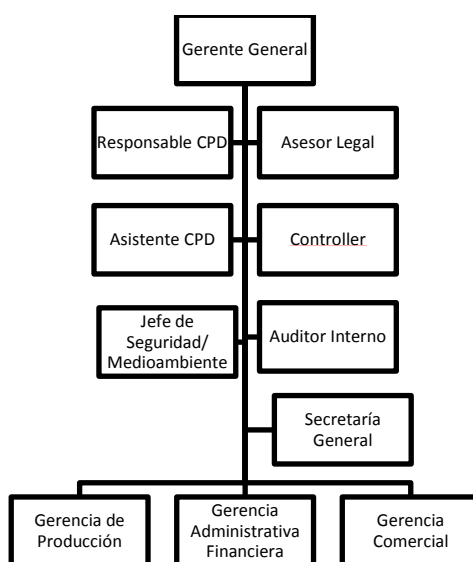 Gerente General
Responsable CPD
Asesor Legal
Asistente CPD
Controller
Jefe de
Seguridad/
Medioambiente
Auditor Interno
Secretaría
General
Gerencia de
Producción
Gerencia
Administrativa
Financiera
Gerencia
Comercial